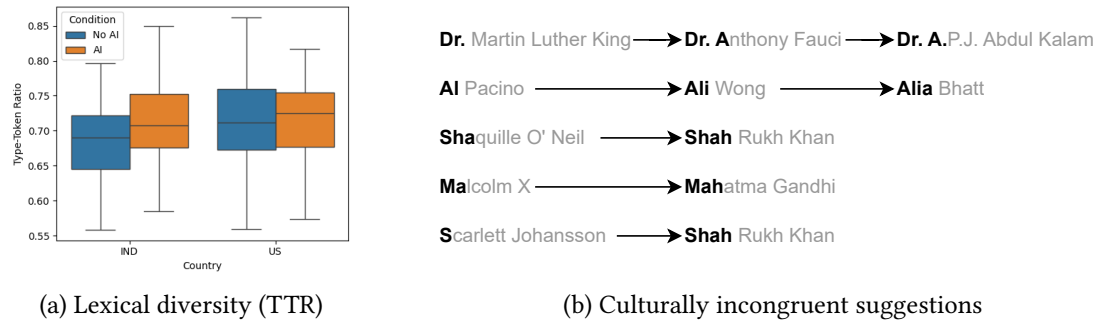 Condition
No AI
AI
0.85
0.80
0.75
0.70
0.65
0.60
0.55
Type-Token Ratio
IND
US
Country
(a) Lexical diversity (TTR)
Dr. Martin Luther King Dr. Anthony Fauci Dr. A.P.J. Abdul Kalam
Al Pacino Ali Wong Alia Bhatt
Shaquille O' Neil Shah Rukh Khan
Malcolm X Mahatma Gandhi
Scarlett Johansson Shah Rukh Khan
(b) Culturally incongruent suggestions